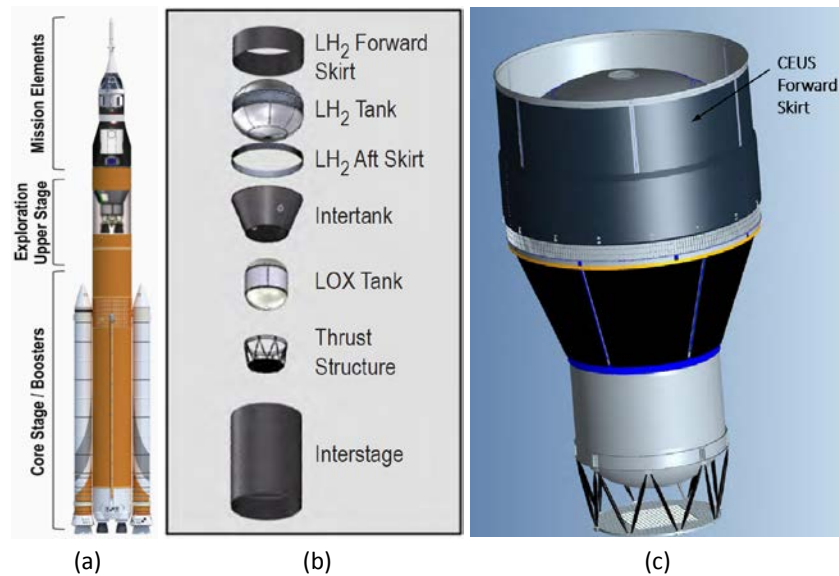 Mission Elements
Exploration
Upper Stage
Core Stage / Boosters
(a)
LH₂ Forward
Skirt
LH₂ Tank
LH₂ Aft Skirt
Intertank
LOX Tank
Thrust
Structure
Interstage
(b)
CEUS
Forward
Skirt
(c)